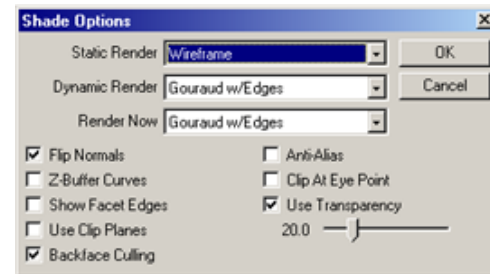 Shade Options
Static Render Wireframe OK
Dynamic Render Gouraud w/Edges Cancel
Render Now Gouraud w/Edges
Flip Normals Anti-Alias
Z-Buffer Curves Clip At Eye Point
Show Facet Edges Use Transparency
Use Clip Planes 20.0
Backface Culling